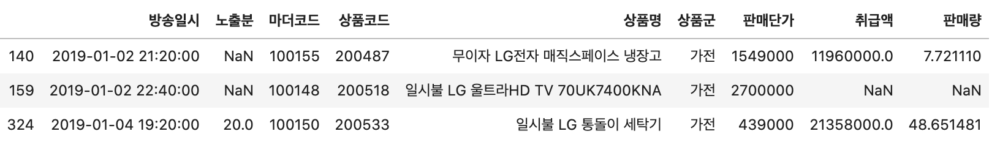 방송일시 노출분 마더코드 상품코드 상품명 상품군 판매단가 취급액 판매량
140 2019-01-02 21:20:00 NaN 100155 200487 무이자 LG전자 매직스페이스 냉장고 가전 1549000 11960000.0 7.721110
159 2019-01-02 22:40:00 NaN 100148 200518 일시불 LG 울트라HD TV 70UK7400KNA 가전 2700000 NaN NaN
324 2019-01-04 19:20:00 20.0 100150 200533 일시불 LG 통돌이 세탁기 가전 439000 21358000.0 48.651481